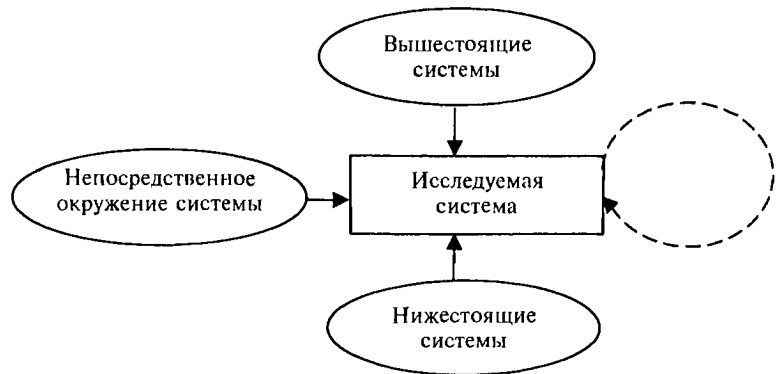 Вышестоящие
системы
Непосредственное
окружение системы
Исследуемая
система
Нижестоящие
системы